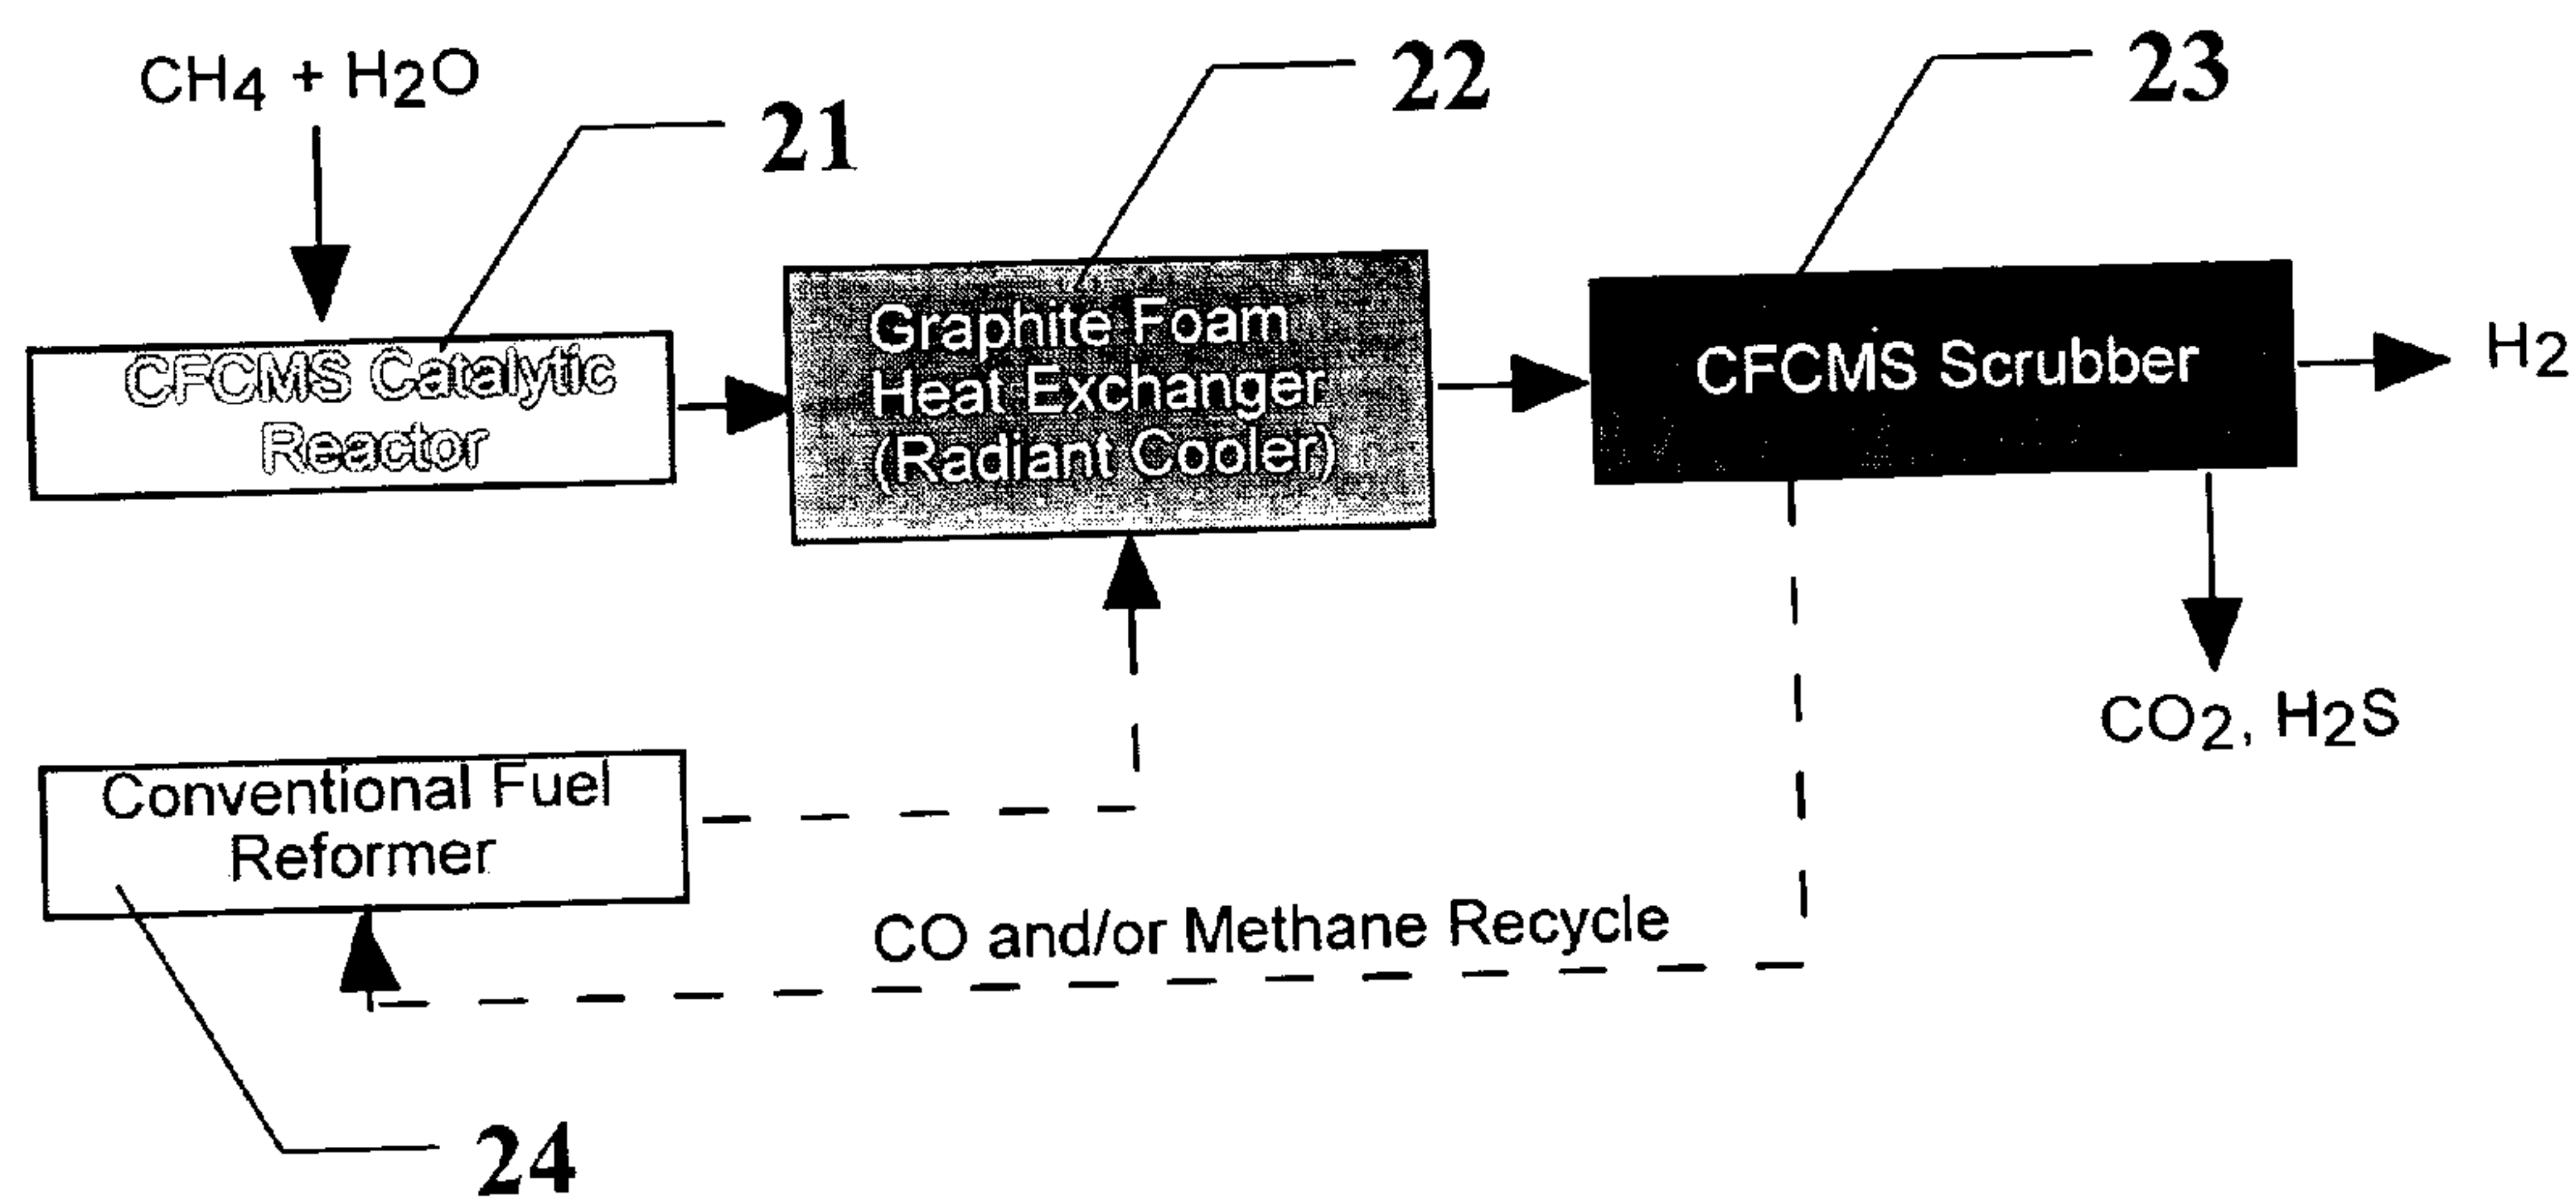 CH4 + H2O
21
22
23
CFCMS Catalytic
Reactor
Graphite Foam
Heat Exchanger
(Radiant Cooler)
CFCMS Scrubber
H2
CO2, H2S
Conventional Fuel
Reformer
CO and/or Methane Recycle
24